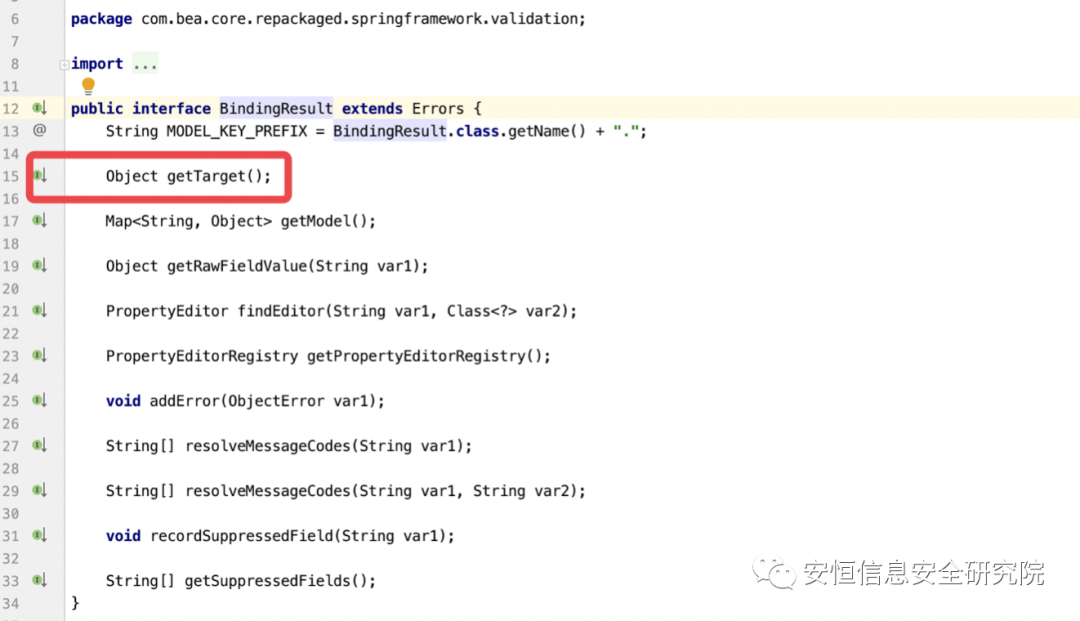 6 package com.bea.core.repackaged.springframework.validation;
7
8 import ...
11
12 public interface BindingResult extends Errors {
13 @ String MODEL_KEY_PREFIX = BindingResult.class.getName() + ".";
14
15 Object getTarget();
16
17 Map<String, Object> getModel();
18
19 Object getRawFieldValue(String var1);
20
21 PropertyEditor findEditor(String var1, Class<?> var2);
22
23 PropertyEditorRegistry getPropertyEditorRegistry();
24
25 void addError(ObjectError var1);
26
27 String[] resolveMessageCodes(String var1);
28
29 String[] resolveMessageCodes(String var1, String var2);
30
31 void recordSuppressedField(String var1);
32
33 String[] getSuppressedFields();
34 }
安恒信息安全研究院